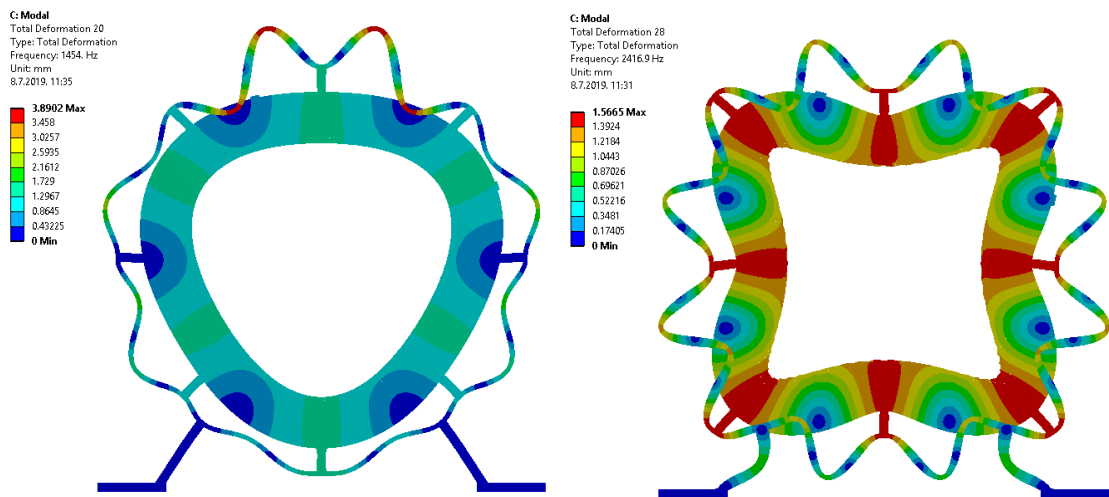 C: Modal
Total Deformation 20
Type: Total Deformation
Frequency: 1454. Hz
Unit: mm
8.7.2019. 11:35
3.8902 Max
3.458
3.0257
2.5935
2.1612
1.729
1.2967
0.8645
0.43225
0 Min
C: Modal
Total Deformation 28
Type: Total Deformation
Frequency: 2416.9 Hz
Unit: mm
8.7.2019. 11:31
1.5665 Max
1.3924
1.2184
1.0443
0.87026
0.69621
0.52216
0.3481
0.17405
0 Min